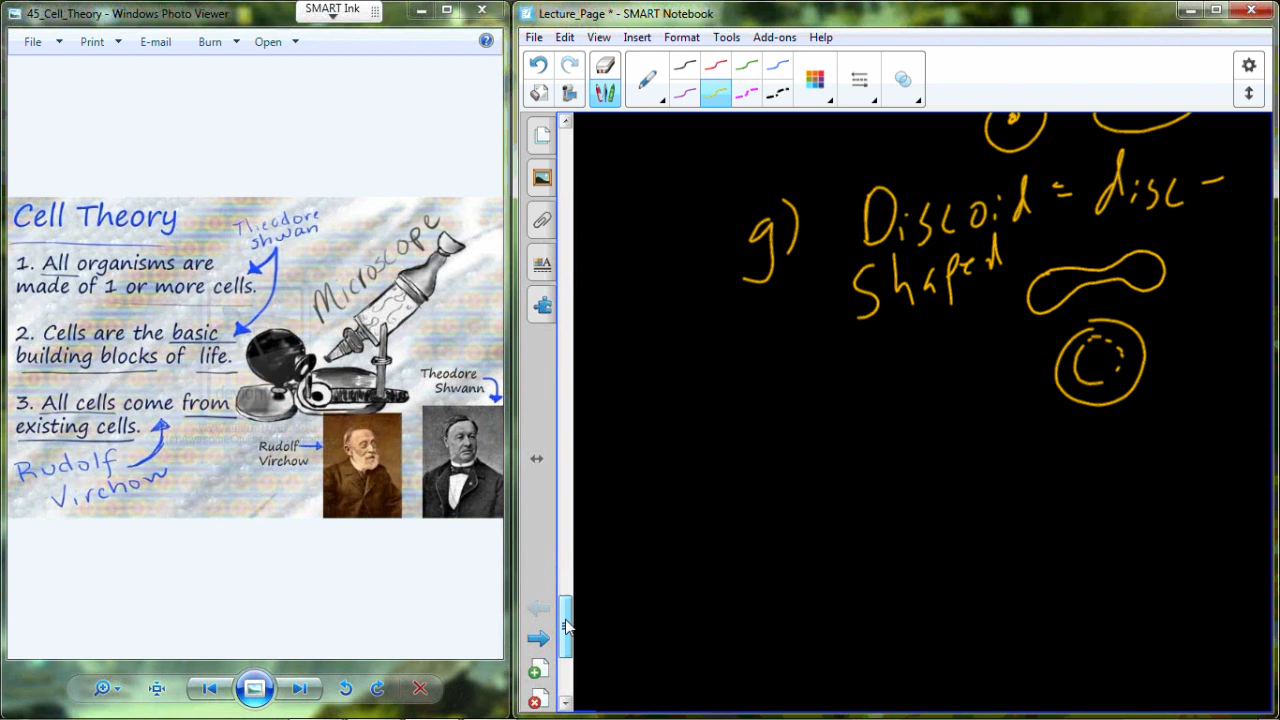 45_Cell_Theory - Windows Photo Viewer
SMART Ink
File Print E-mail Burn Open
Cell Theory
Theodore
shwan
1. All organisms are
made of 1 or more cells.
Microscope
2. Cells are the basic
building blocks of life.
Theodore
Shwann
3. All cells come from
existing cells.
Rudolf
Virchow
Rudolf
Virchow
Lecture_Page * - SMART Notebook
File Edit View Insert Format Tools Add-ons Help
g) Discoid = disc -
Shaped